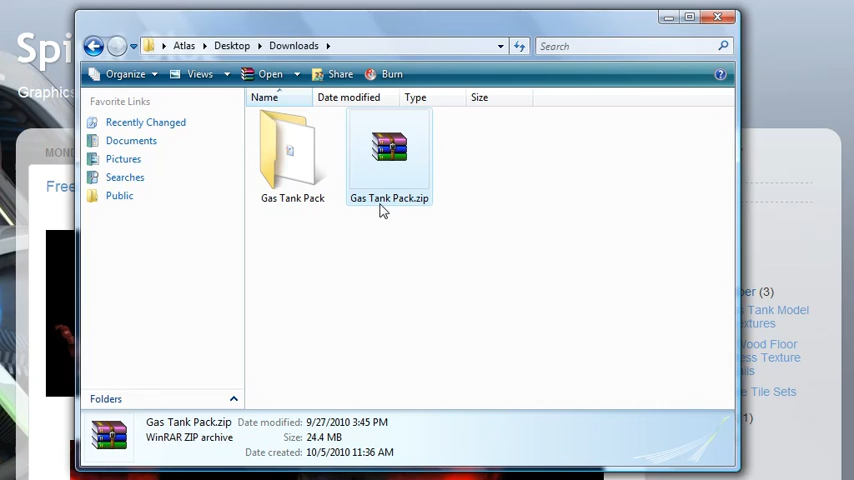 Spi
Graphics
Atlas
Desktop
Downloads
Search
Organize
Views
Open
Share
Burn
Favorite Links
Name
Date modified
Type
Size
Recently Changed
Documents
Pictures
Searches
Public
Gas Tank Pack
Gas Tank Pack.zip
MOND
Free
ber (3)
s Tank Model
xtures
Wood Floor
less Texture
ails
e Tile Sets
1)
Folders
Gas Tank Pack.zip Date modified: 9/27/2010 3:45 PM
WinRAR ZIP archive Size: 24.4 MB
Date created: 10/5/2010 11:36 AM